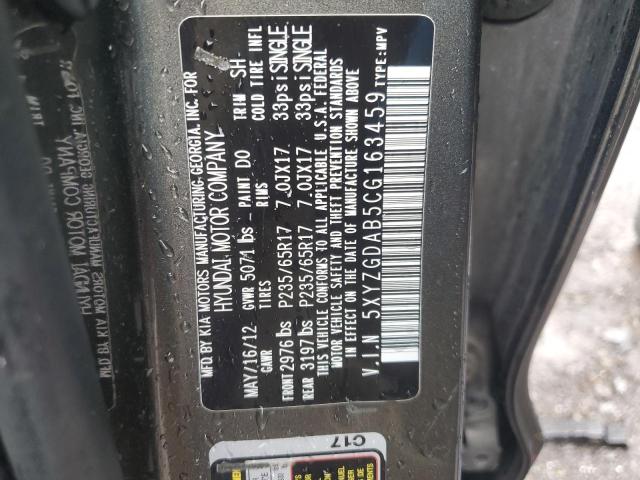 MFD BY KIA MOTORS MANUFACTURING GEORGIA, INC. FOR
HYUNDAI MOTOR COMPANY
MAY/16/12 GVWR 5071 lbs PAINT DO TRIM SH
GAWR TIRES RIMS COLD TIRE INFL
FRONT 2976 lbs P235/65R17 7.0JX17 33psi SINGLE
REAR 3197 lbs P235/65R17 7.0JX17 33psi SINGLE
THIS VEHICLE CONFORMS TO ALL APPLICABLE U.S.A. FEDERAL
MOTOR VEHICLE SAFETY AND THEFT PREVENTION STANDARDS
IN EFFECT ON THE DATE OF MANUFACTURE SHOWN ABOVE
V.I.N 5XYZGDAB5CG163459 TYPE:MPV
C17